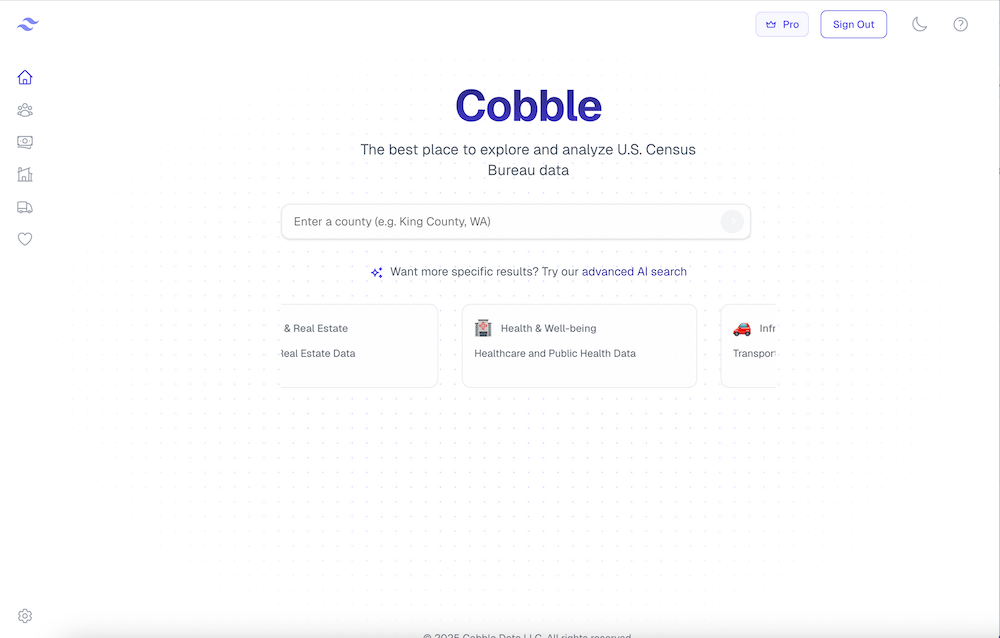 Pro
Sign Out
Cobble
The best place to explore and analyze U.S. Census
Bureau data
Enter a county (e.g. King County, WA)
Want more specific results? Try our advanced AI search
& Real Estate
Real Estate Data
Health & Well-being
Healthcare and Public Health Data
Infr
Transport
© 2025 Cobble Data LLC. All rights reserved.